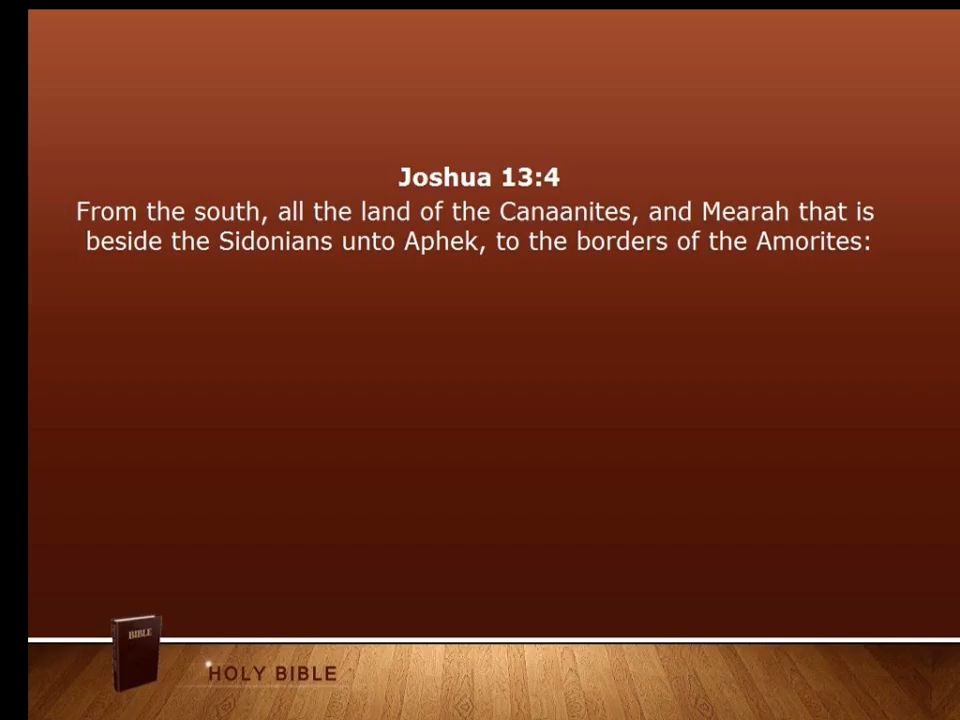 Joshua 13:4
From the south, all the land of the Canaanites, and Mearah that is
beside the Sidonians unto Aphek, to the borders of the Amorites:
BIBLE
HOLY BIBLE